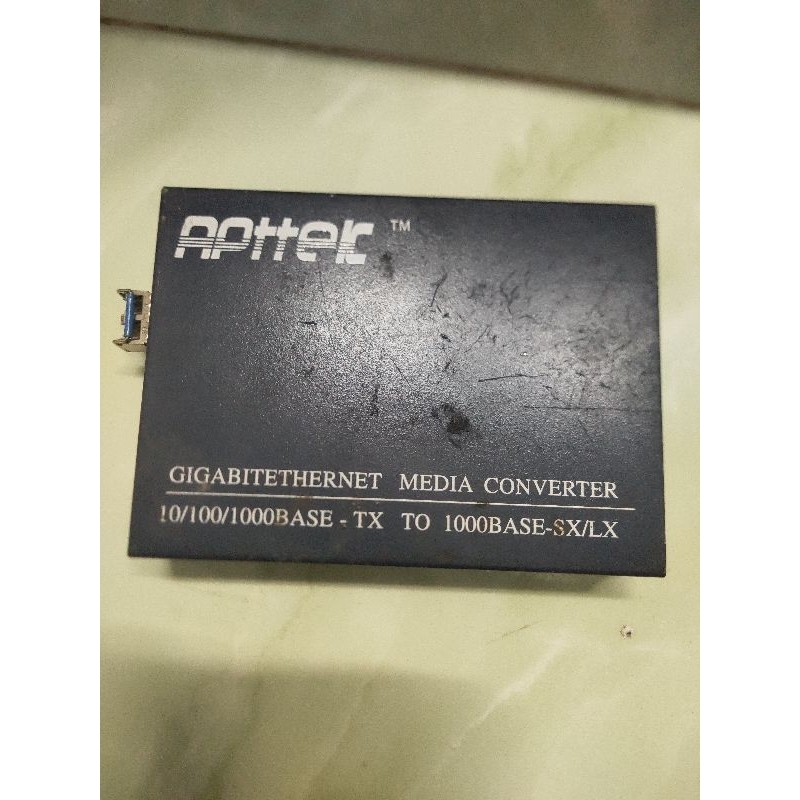 APttek ™
GIGABITETHERNET MEDIA CONVERTER
10/100/1000BASE - TX TO 1000BASE-SX/LX